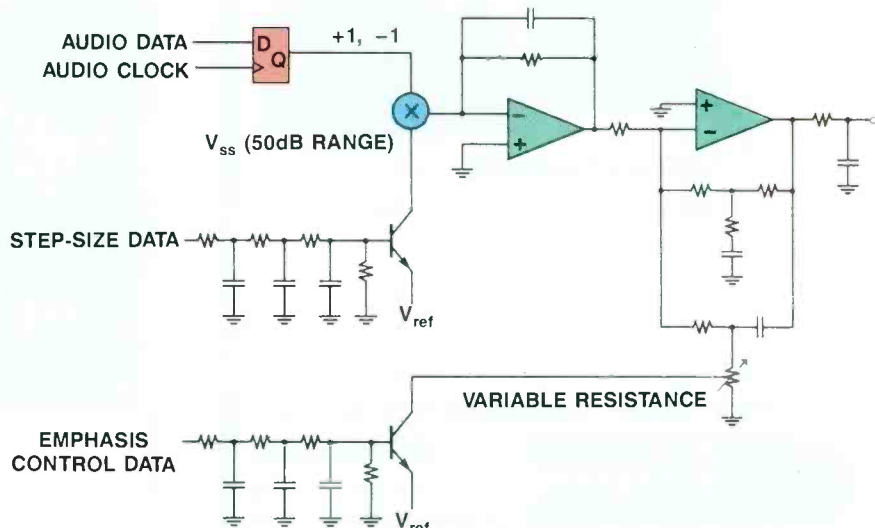 AUDIO DATA
AUDIO CLOCK
D
Q
+1, −1
X
V_ss (50dB RANGE)
−
+
+
−
STEP-SIZE DATA
V_ref
VARIABLE RESISTANCE
EMPHASIS
CONTROL DATA
V_ref